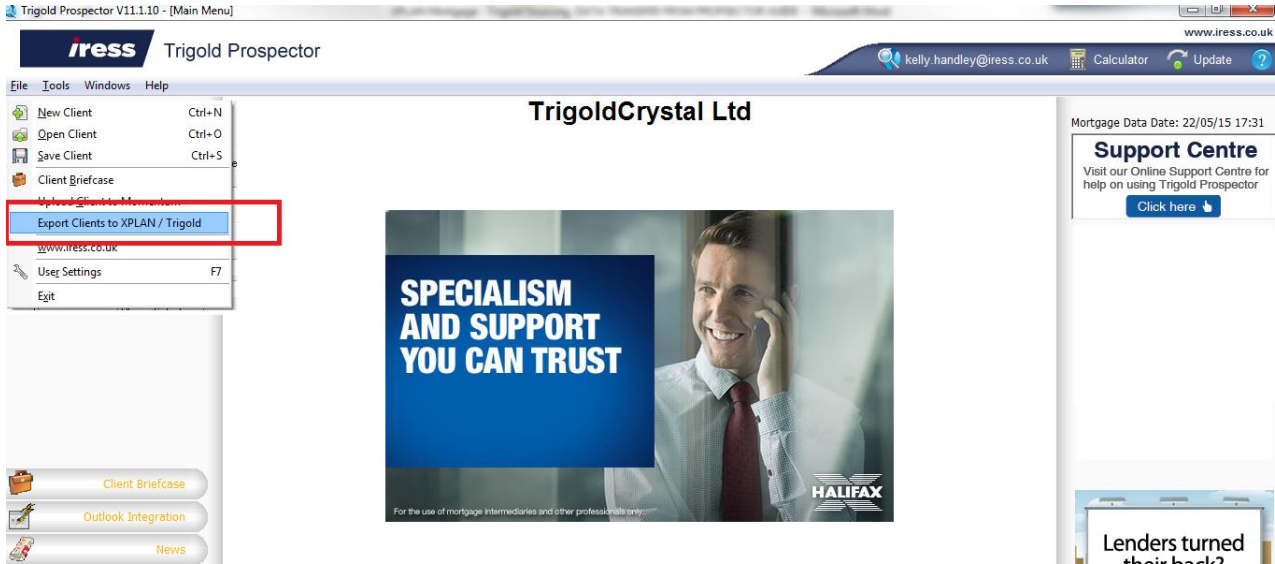 Trigold Prospector V11.1.10 - [Main Menu]
www.iress.co.uk
iress Trigold Prospector
kelly.handley@iress.co.uk Calculator Update ?
File Tools Windows Help
New Client Ctrl+N
Open Client Ctrl+O
Save Client Ctrl+S
Client Briefcase
Upload Client to Momentum
Export Clients to XPLAN / Trigold
www.iress.co.uk
User Settings F7
Exit
TrigoldCrystal Ltd
SPECIALISM
AND SUPPORT
YOU CAN TRUST
HALIFAX
For the use of mortgage intermediaries and other professionals only.
Mortgage Data Date: 22/05/15 17:31
Support Centre
Visit our Online Support Centre for
help on using Trigold Prospector
Click here
Client Briefcase
Outlook Integration
News
Lenders turned
their back?